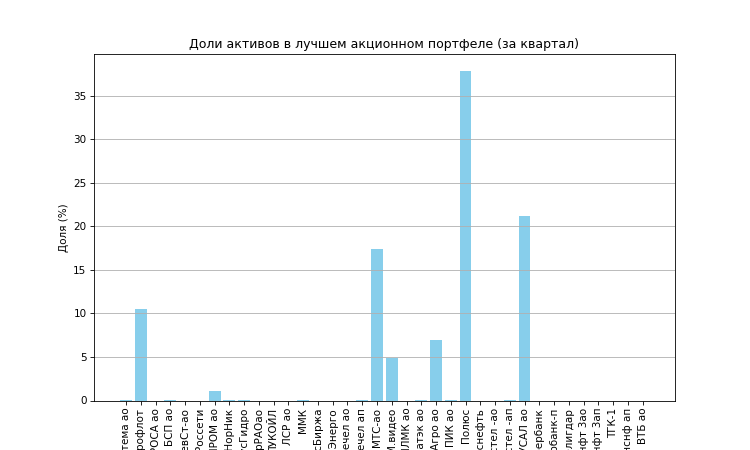 Доли активов в лучшем акционном портфеле (за квартал)
Доля (%)
35
30
25
20
15
10
5
0
тема ао
рофлот
РОСА ао
БСП ао
евСт-ао
Россети
ПРОМ ао
НорНик
сГидро
рРАОао
ЛУКОЙЛ
ЛСР ао
ММК
сБиржа
Энерго
ечел ао
ечел ап
МТС-ао
М.видео
ЛМК ао
атэк ао
Агро ао
ПИК ао
Полюс
снефть
стел -ао
стел -ап
УСАЛ ао
ербанк
рбанк-п
лигдар
нфт 3ао
нфт 3ап
ТГК-1
нснф ап
ВТБ ао